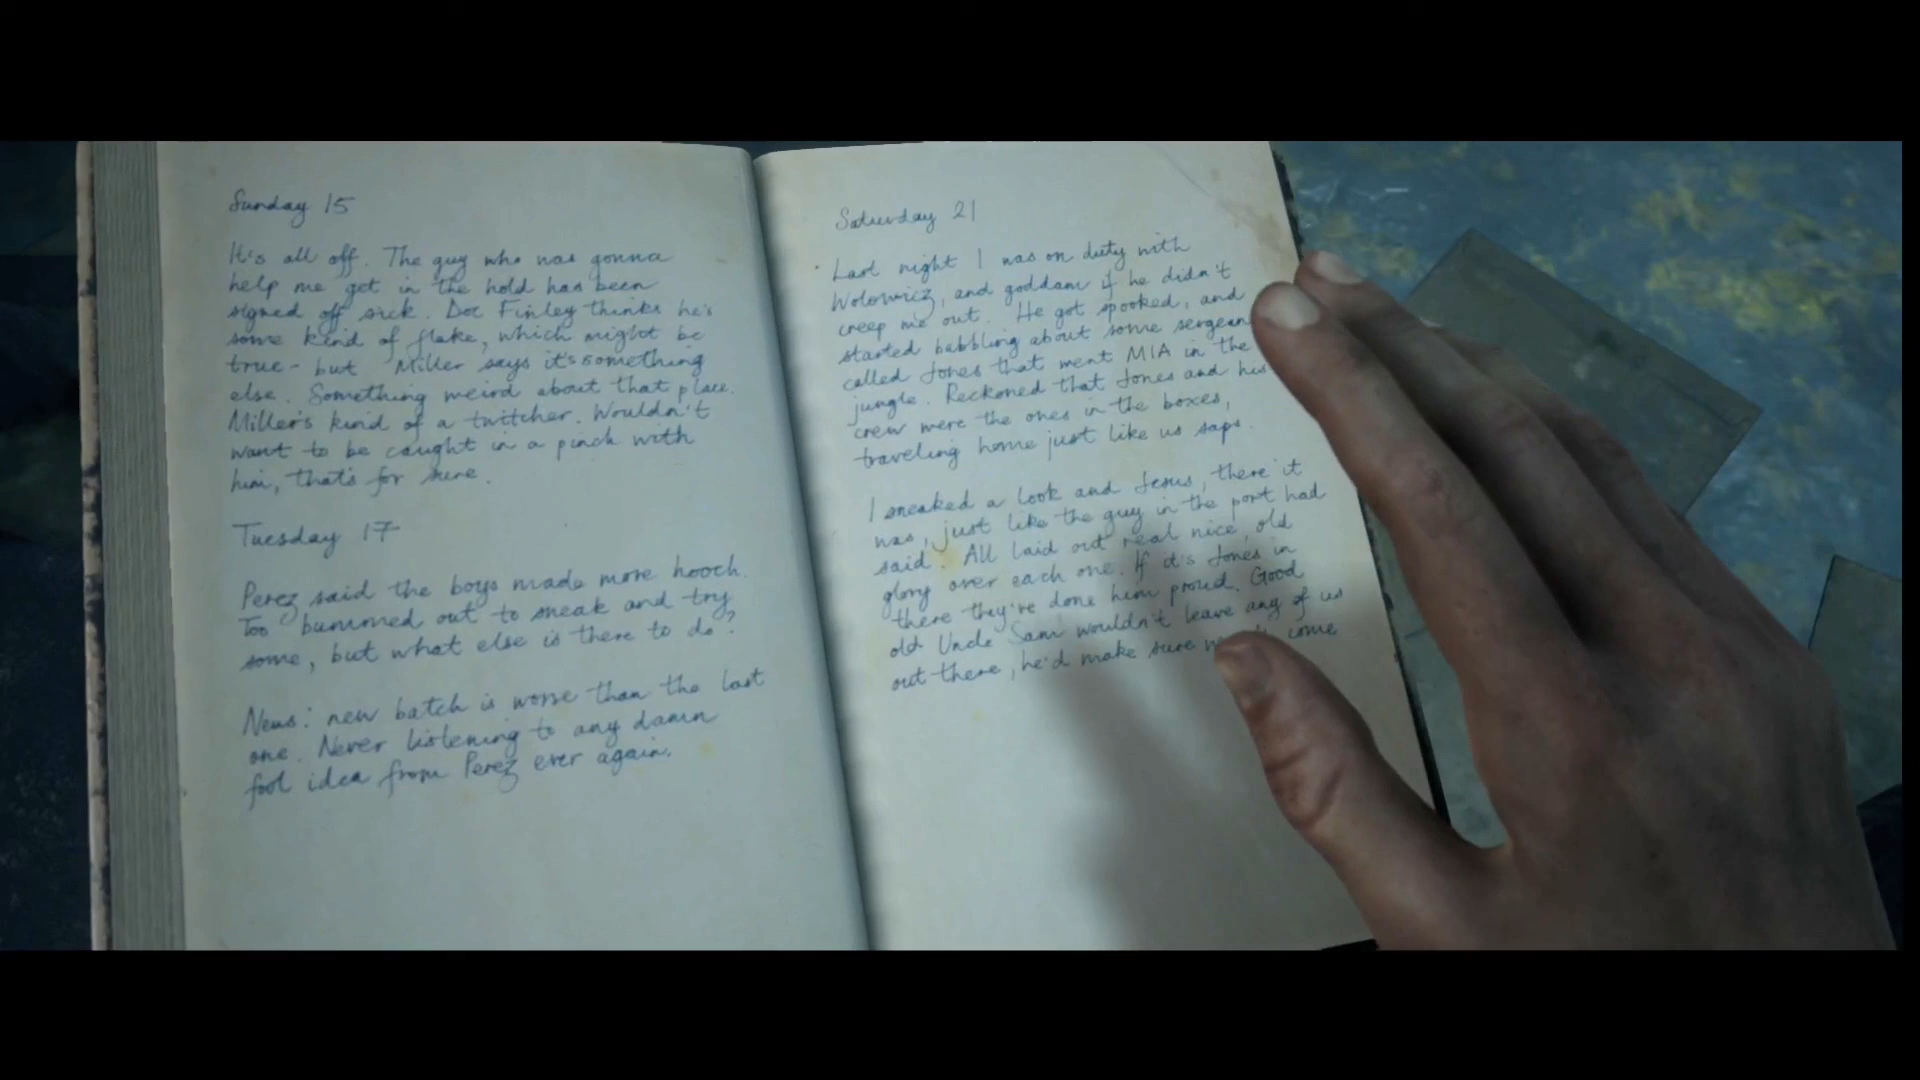 Sunday 15
It's all off. The guy who was gonna
help me get in the hold has been
signed off sick. Doc Finley thinks he's
some kind of flake, which might be
true - but Miller says it's something
else. Something weird about that place.
Miller's kind of a twitcher. Wouldn't
want to be caught in a pinch with
him, that's for sure.
Tuesday 17
Perez said the boys made more hooch.
Too bummed out to sneak and try
some, but what else is there to do?
News: new batch is worse than the last
one. Never listening to any damn
fool idea from Perez ever again.
Saturday 21
Last night I was on duty with
Wolowicz, and goddam if he didn't
creep me out. He got spooked, and
started babbling about some sergean
called Jones that went MIA in the
jungle. Reckoned that Jones and his
crew were the ones in the boxes,
traveling home just like us saps.
I sneaked a look and Jesus, there it
was, just like the guy in the port had
said. All laid out real nice, old
glory over each one. If it's Jones in
there they're done him proud. Good
old Uncle Sam wouldn't leave any of us
out there, he'd make sure come